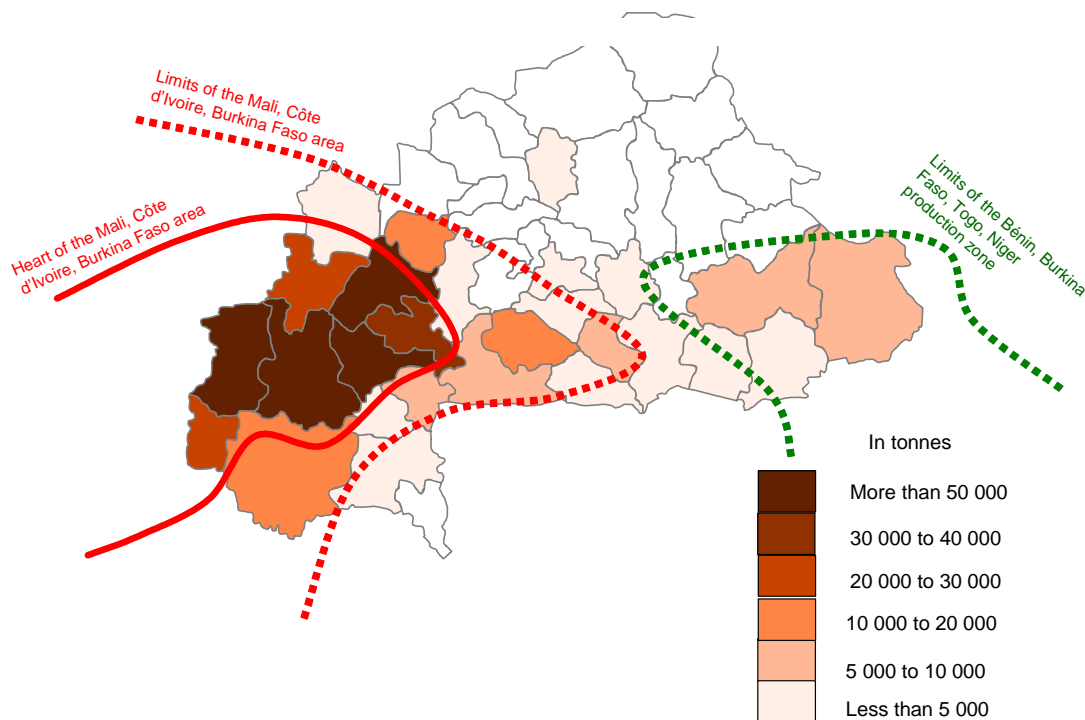 Limits of the Mali, Côte
d'Ivoire, Burkina Faso area
Heart of the Mali, Côte
d'Ivoire, Burkina Faso area
Limits of the Bénin, Burkina
Faso, Togo, Niger
production zone
In tonnes
More than 50 000
30 000 to 40 000
20 000 to 30 000
10 000 to 20 000
5 000 to 10 000
Less than 5 000